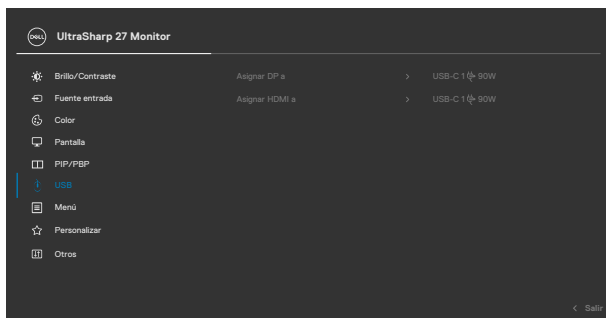 DELL UltraSharp 27 Monitor
Brillo/Contraste Asignar DP a > USB-C 1 90W
Fuente entrada Asignar HDMI a > USB-C 1 90W
Color
Pantalla
PIP/PBP
USB
Menú
Personalizar
Otros
< Salir